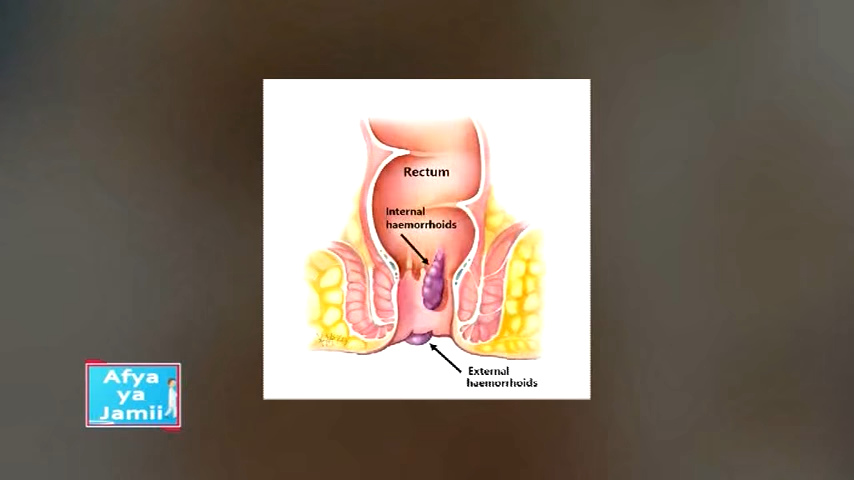 Rectum
Internal
haemorrhoids
External
haemorrhoids
Afya
ya
Jamii